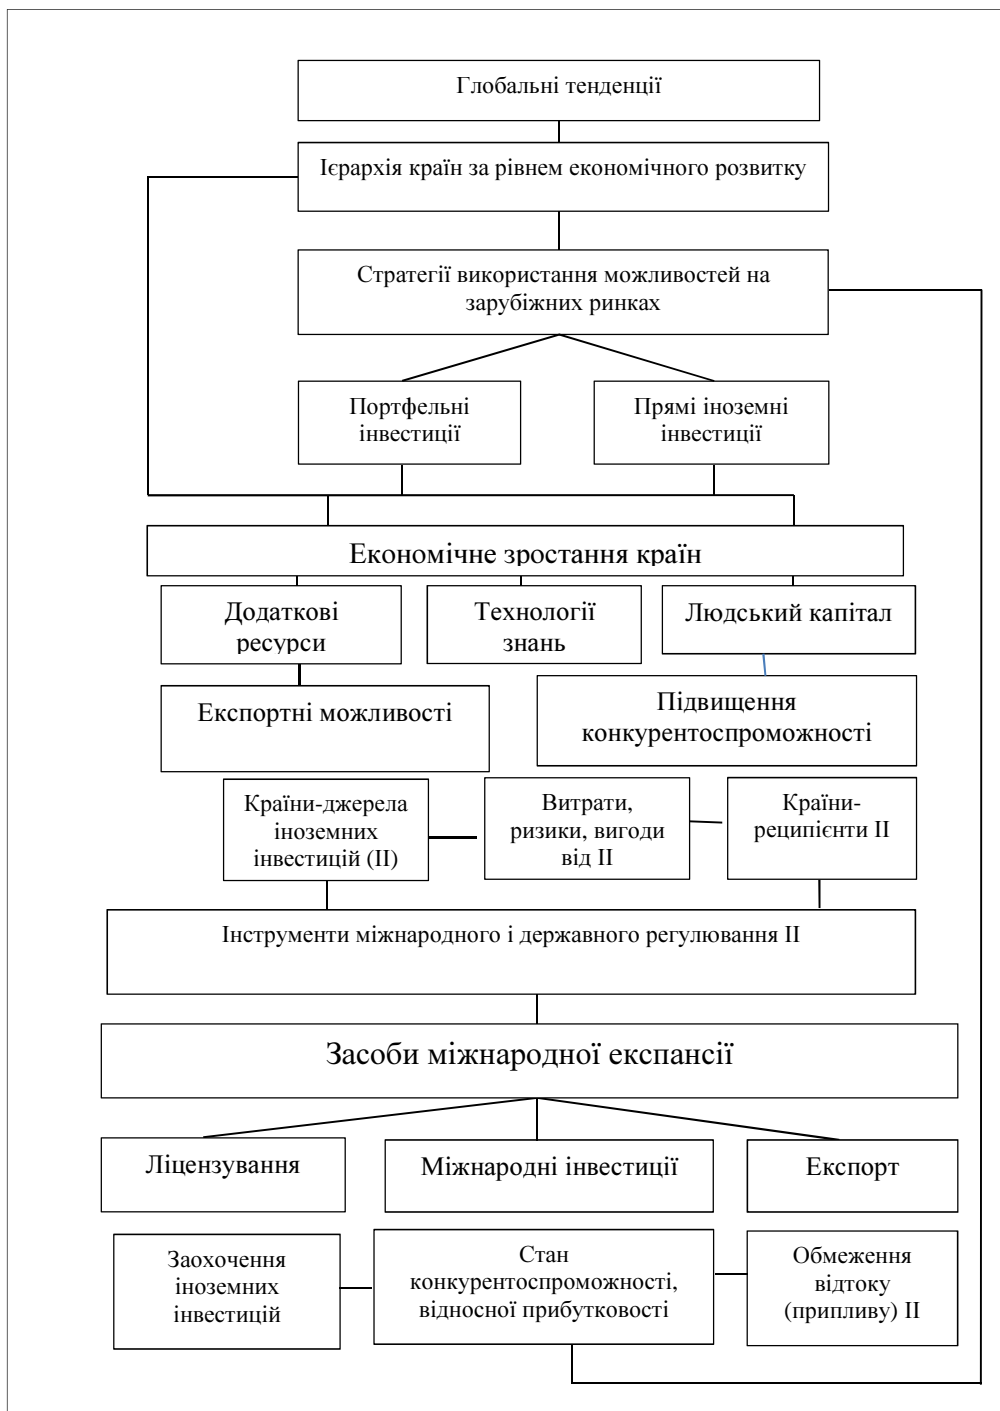 Глобальні тенденції
Ієрархія країн за рівнем економічного розвитку
Стратегії використання можливостей на
зарубіжних ринках
Портфельні
інвестиції
Прямі іноземні
інвестиції
Економічне зростання країн
Додаткові
ресурси
Технології
знань
Людський капітал
Експортні можливості
Підвищення
конкурентоспроможності
Країни-джерела
іноземних
інвестицій (ІІ)
Витрати,
ризики, вигоди
від ІІ
Країни-
реципієнти ІІ
Інструменти міжнародного і державного регулювання ІІ
Засоби міжнародної експансії
Ліцензування
Міжнародні інвестиції
Експорт
Заохочення
іноземних
інвестицій
Стан
конкурентоспроможності,
відносної прибутковості
Обмеження
відтоку
(припливу) ІІ